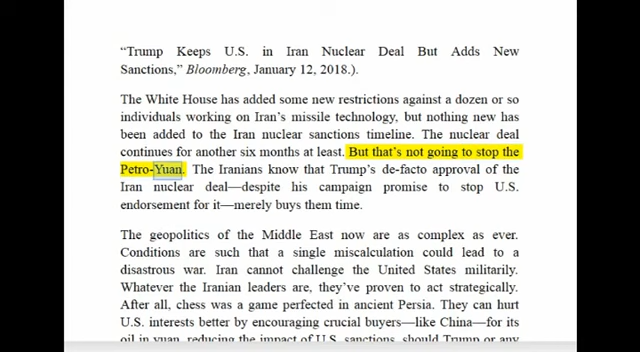 “Trump Keeps U.S. in Iran Nuclear Deal But Adds New
Sanctions,” Bloomberg, January 12, 2018.).
The White House has added some new restrictions against a dozen or so
individuals working on Iran’s missile technology, but nothing new has
been added to the Iran nuclear sanctions timeline. The nuclear deal
continues for another six months at least. But that’s not going to stop the
Petro-Yuan. The Iranians know that Trump’s de-facto approval of the
Iran nuclear deal—despite his campaign promise to stop U.S.
endorsement for it—merely buys them time.
The geopolitics of the Middle East now are as complex as ever.
Conditions are such that a single miscalculation could lead to a
disastrous war. Iran cannot challenge the United States militarily.
Whatever the Iranian leaders are, they’ve proven to act strategically.
After all, chess was a game perfected in ancient Persia. They can hurt
U.S. interests better by encouraging crucial buyers—like China—for its
oil in yuan, reducing the impact of U.S. sanctions, should Trump or any